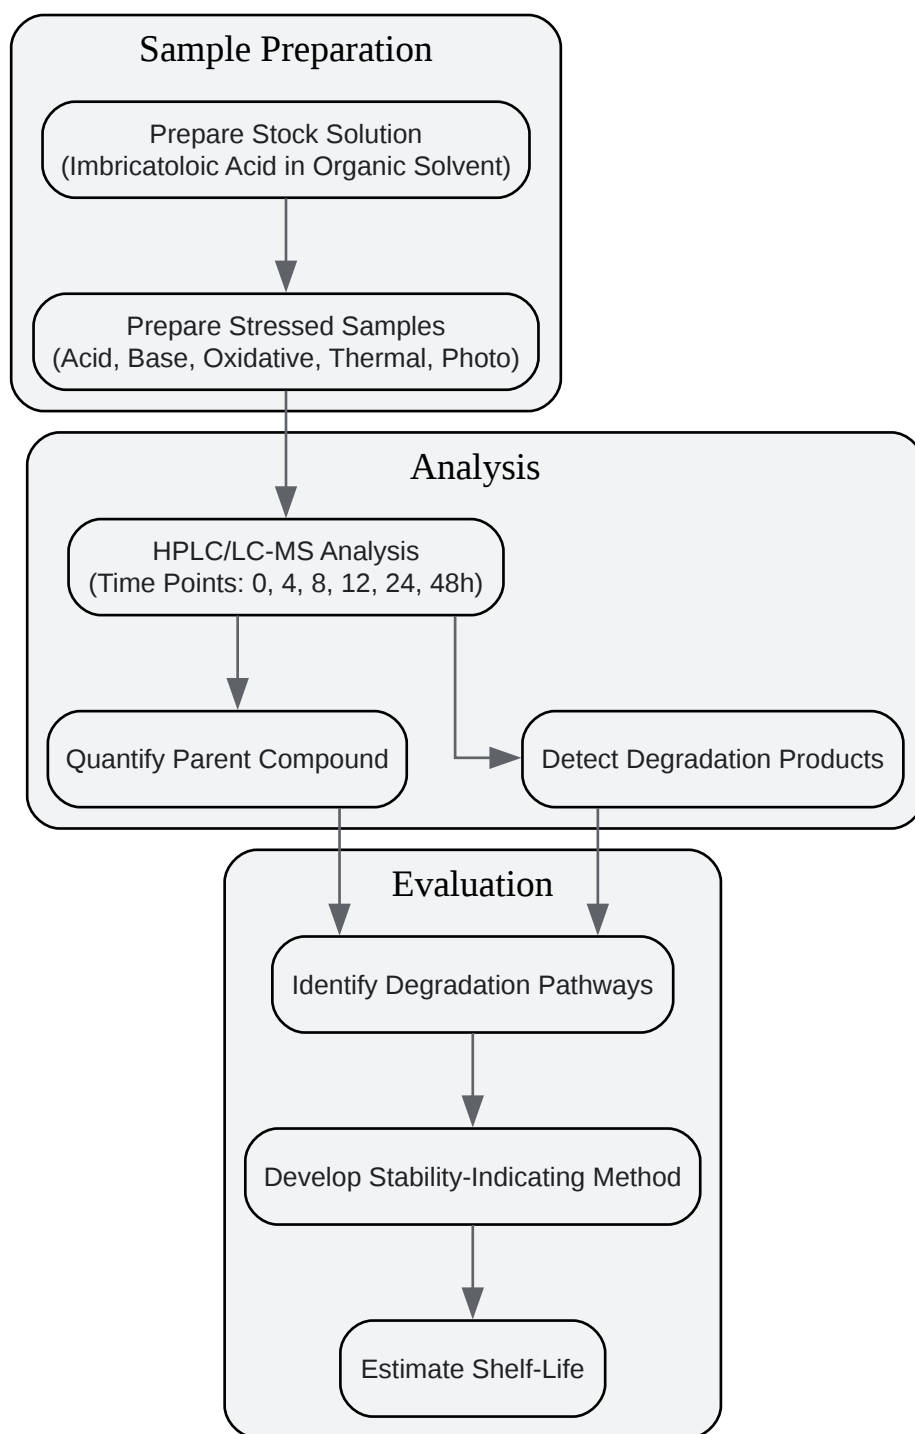 Sample Preparation
Prepare Stock Solution
(Imbricatoloic Acid in Organic Solvent)
Prepare Stressed Samples
(Acid, Base, Oxidative, Thermal, Photo)
Analysis
HPLC/LC-MS Analysis
(Time Points: 0, 4, 8, 12, 24, 48h)
Quantify Parent Compound
Detect Degradation Products
Evaluation
Identify Degradation Pathways
Develop Stability-Indicating Method
Estimate Shelf-Life